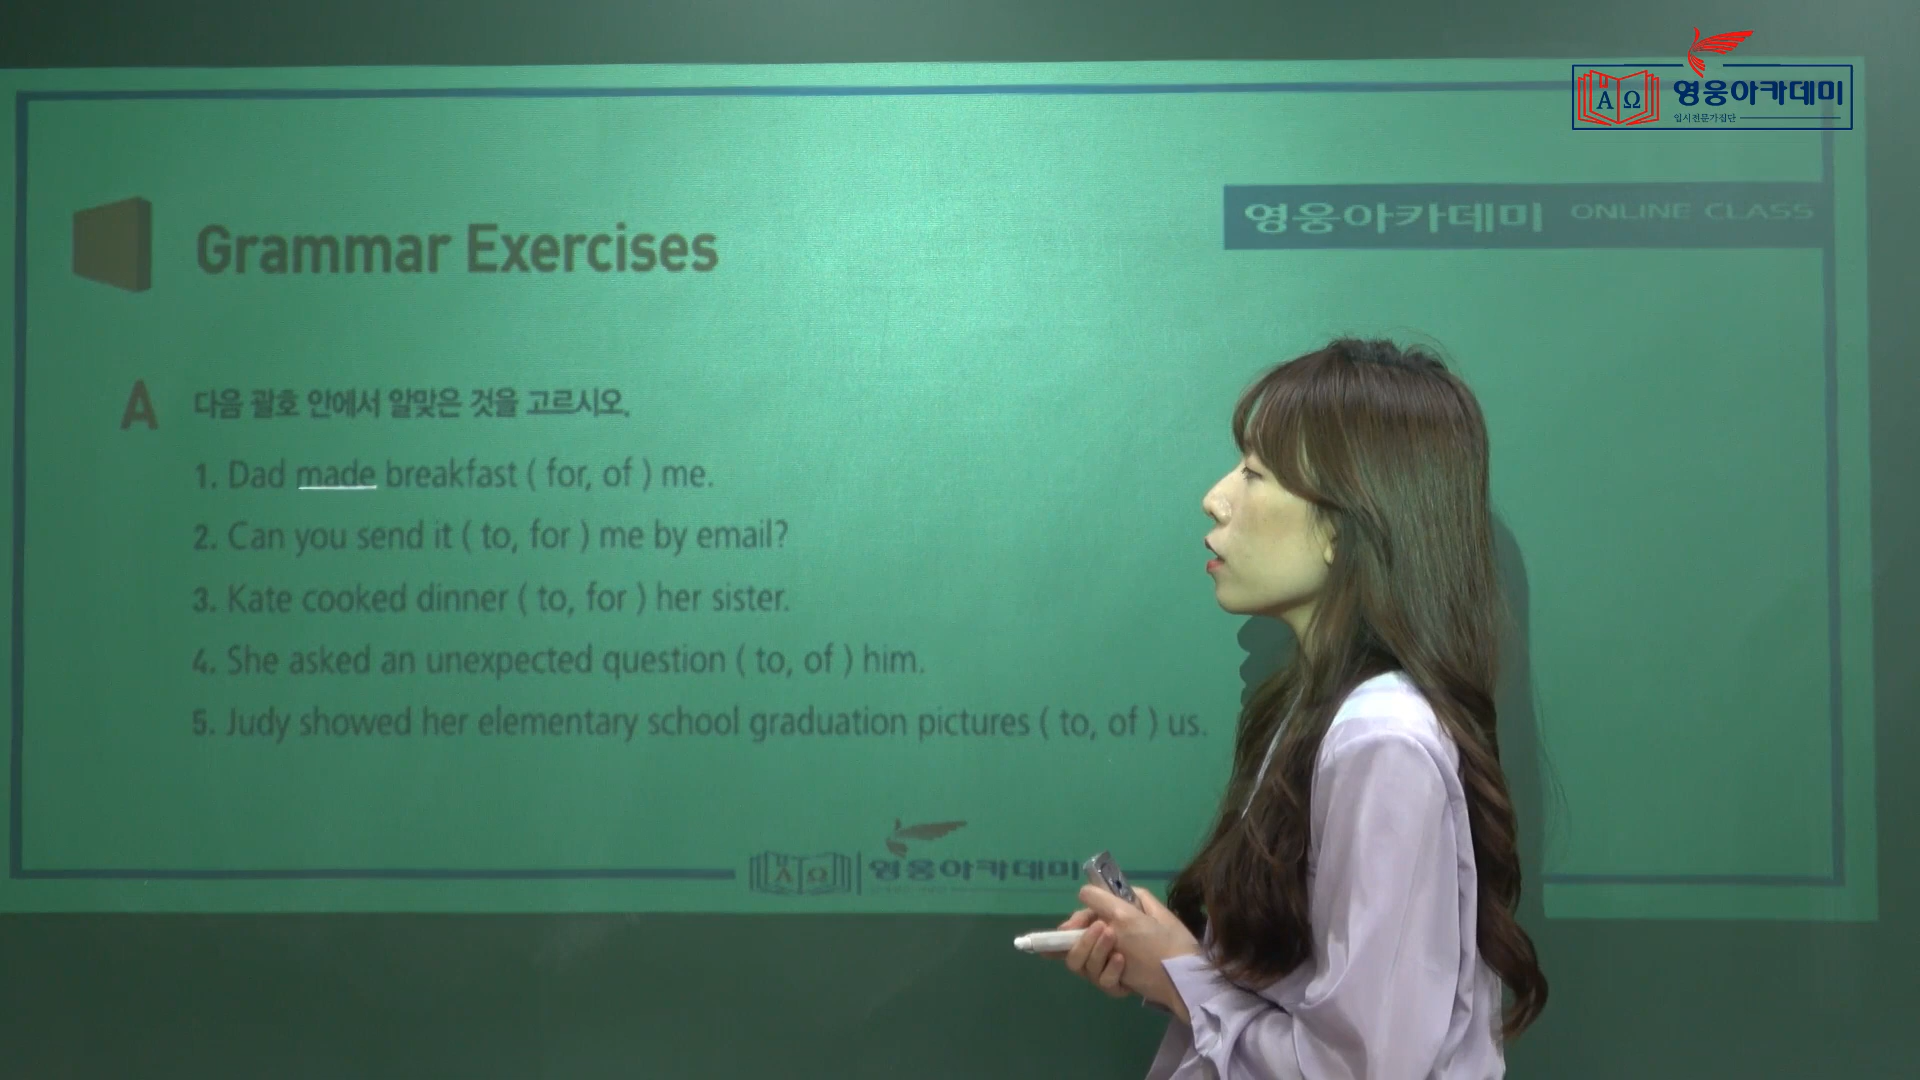 영웅아카데미
입시전문가집단
A Ω
영웅아카데미 ONLINE CLASS
Grammar Exercises
A 다음 괄호 안에서 알맞은 것을 고르시오.
1. Dad made breakfast ( for, of ) me.
2. Can you send it ( to, for ) me by email?
3. Kate cooked dinner ( to, for ) her sister.
4. She asked an unexpected question ( to, of ) him.
5. Judy showed her elementary school graduation pictures ( to, of ) us.
A Ω 영웅아카데미